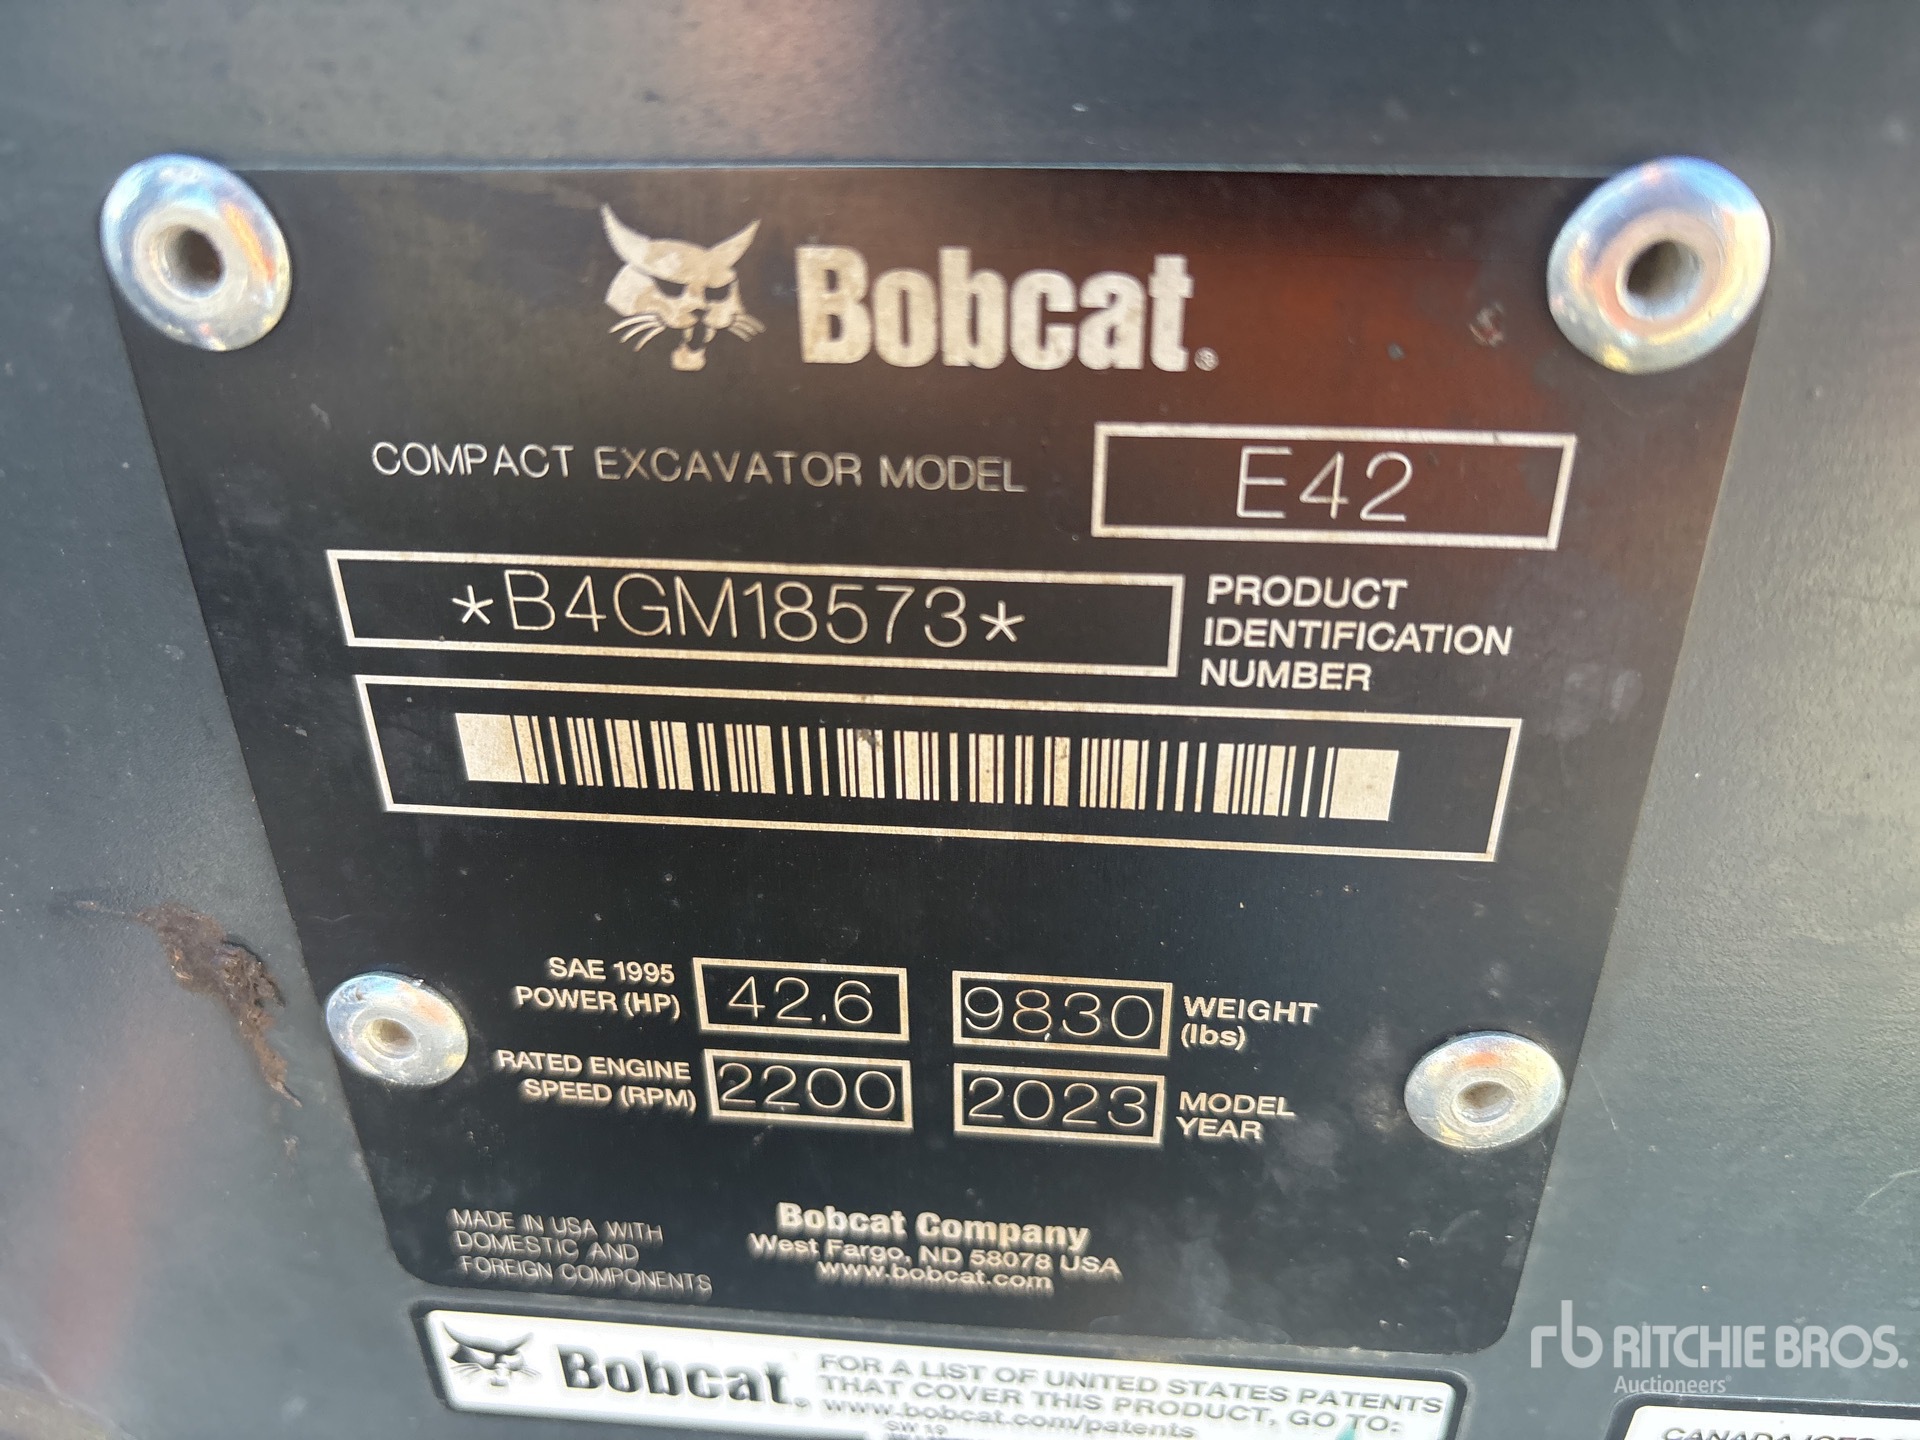 Bobcat®
COMPACT EXCAVATOR MODEL E42
*B4GM18573*
PRODUCT
IDENTIFICATION
NUMBER
SAE 1995
POWER (HP) 42.6
9830 WEIGHT
(lbs)
RATED ENGINE
SPEED (RPM) 2200
2023 MODEL
YEAR
MADE IN USA WITH
DOMESTIC AND
FOREIGN COMPONENTS
Bobcat Company
West Fargo, ND 58078 USA
www.bobcat.com
Bobcat®
FOR A LIST OF UNITED STATES PATENTS
THAT COVER THIS PRODUCT, GO TO:
www.bobcat.com/patents
rb RITCHIE BROS.
Auctioneers